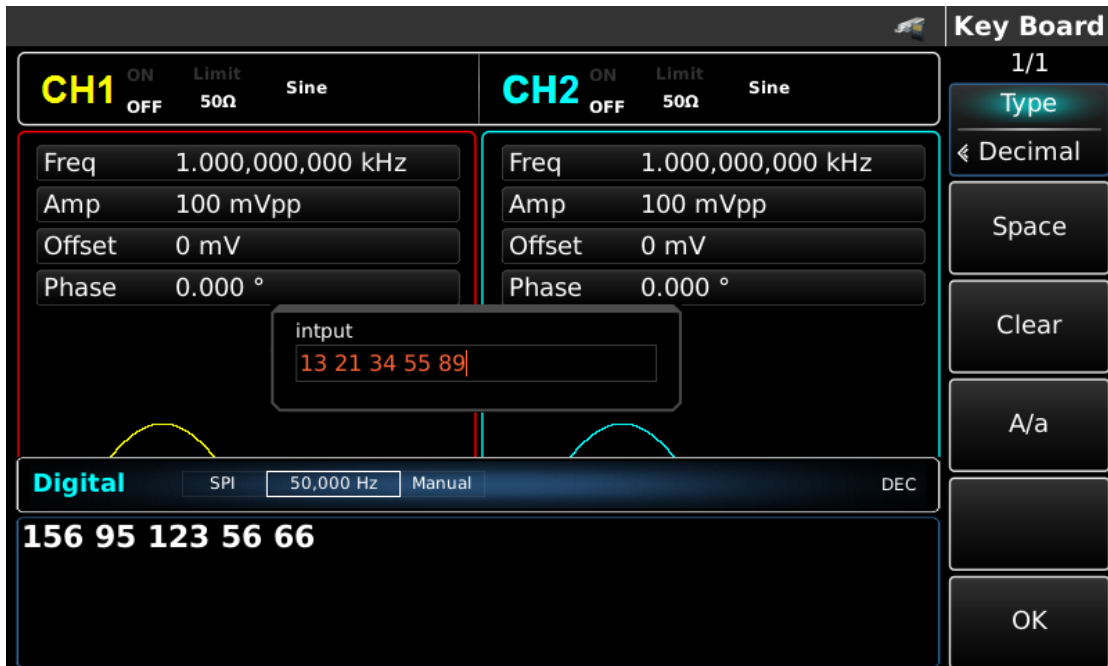 Key Board
1/1
CH1 ON OFF Limit 50Ω Sine
CH2 ON OFF Limit 50Ω Sine
Type
« Decimal
Freq 1.000,000,000 kHz
Freq 1.000,000,000 kHz
Amp 100 mVpp
Amp 100 mVpp
Space
Offset 0 mV
Offset 0 mV
Phase 0.000 °
Phase 0.000 °
intput
13 21 34 55 89
Clear
A/a
Digital SPI 50,000 Hz Manual DEC
156 95 123 56 66
OK